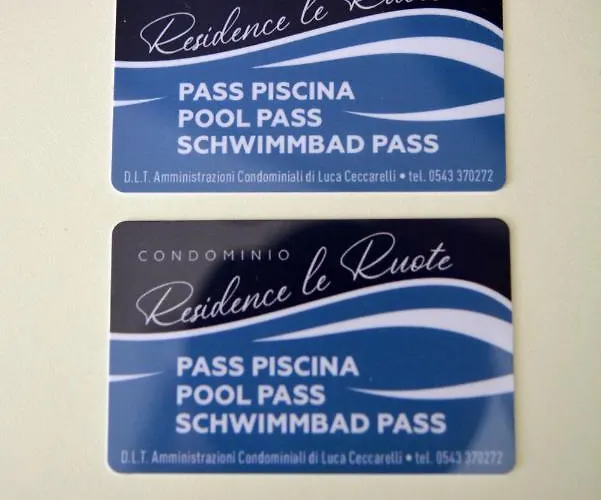 Residence le Ruote
PASS PISCINA
POOL PASS
SCHWIMMBAD PASS
D.L.T. Amministrazioni Condominiali di Luca Ceccarelli • tel. 0543 370272
CONDOMINIO
Residence le Ruote
PASS PISCINA
POOL PASS
SCHWIMMBAD PASS
D.L.T. Amministrazioni Condominiali di Luca Ceccarelli • tel. 0543 370272